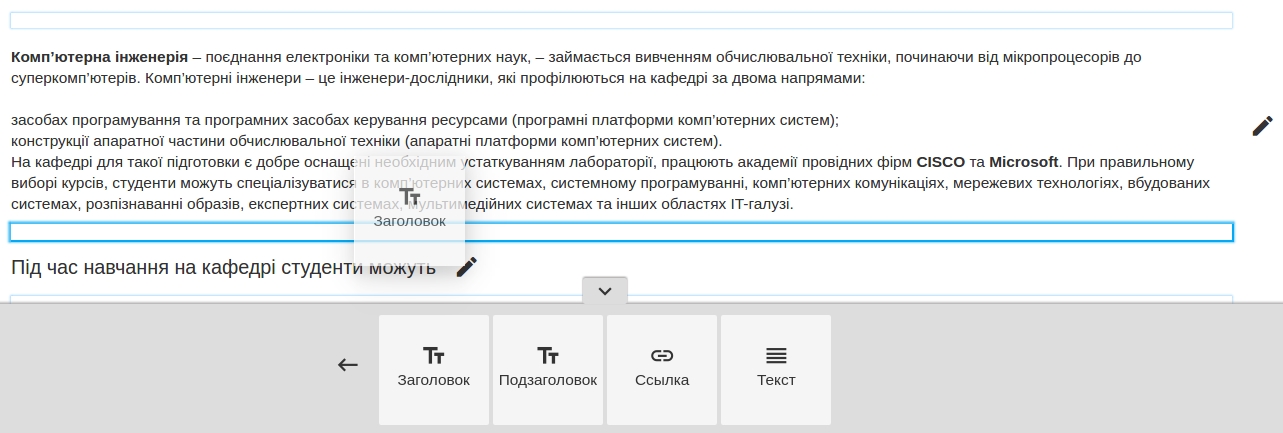 Комп’ютерна інженерія – поєднання електроніки та комп’ютерних наук, – займається вивченням обчислювальної техніки, починаючи від мікропроцесорів до
суперкомп’ютерів. Комп’ютерні інженери – це інженери-дослідники, які профілюються на кафедрі за двома напрямами:
засобах програмування та програмних засобах керування ресурсами (програмні платформи комп’ютерних систем);
конструкції апаратної частини обчислювальної техніки (апаратні платформи комп’ютерних систем).
На кафедрі для такої підготовки є добре оснащені необхідним устаткуванням лабораторії, працюють академії провідних фірм CISCO та Microsoft. При правильному
виборі курсів, студенти можуть спеціалізуватися в комп’ютерних системах, системному програмуванні, комп’ютерних комунікаціях, мережевих технологіях, вбудованих
системах, розпізнаванні образів, експертних системах, мультимедійних системах та інших областях ІТ-галузі.
Заголовок
Під час навчання на кафедрі студенти можуть
Заголовок
Подзаголовок
Ссылка
Текст